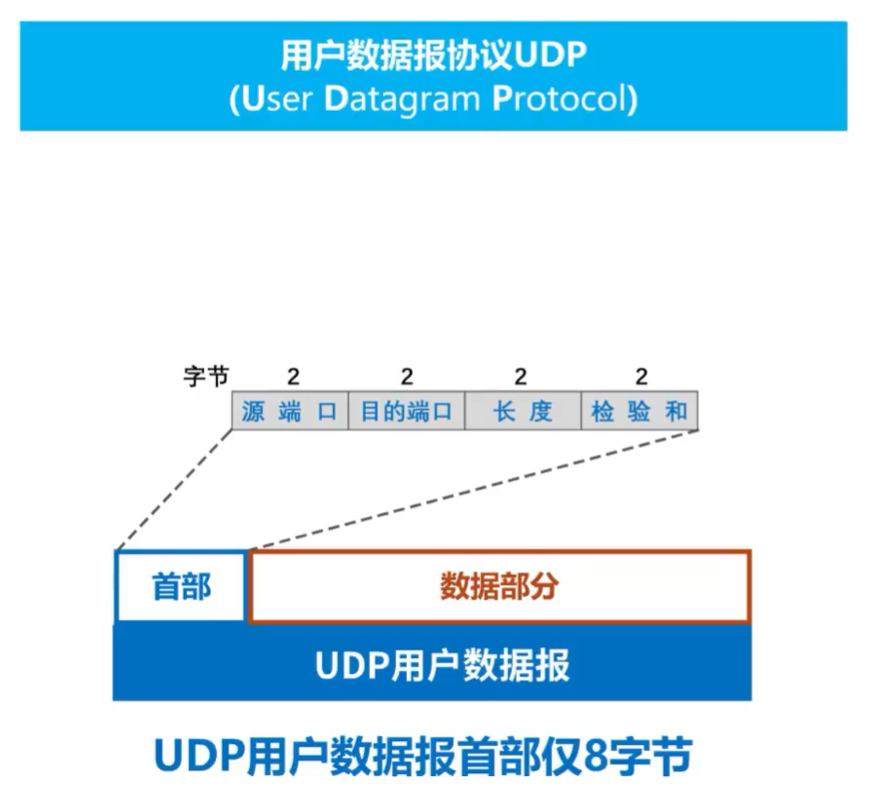 用户数据报协议UDP
(User Datagram Protocol)
字节 2 2 2 2
源端口 目的端口 长度 检验和
首部 数据部分
UDP用户数据报
UDP用户数据报首部仅8字节